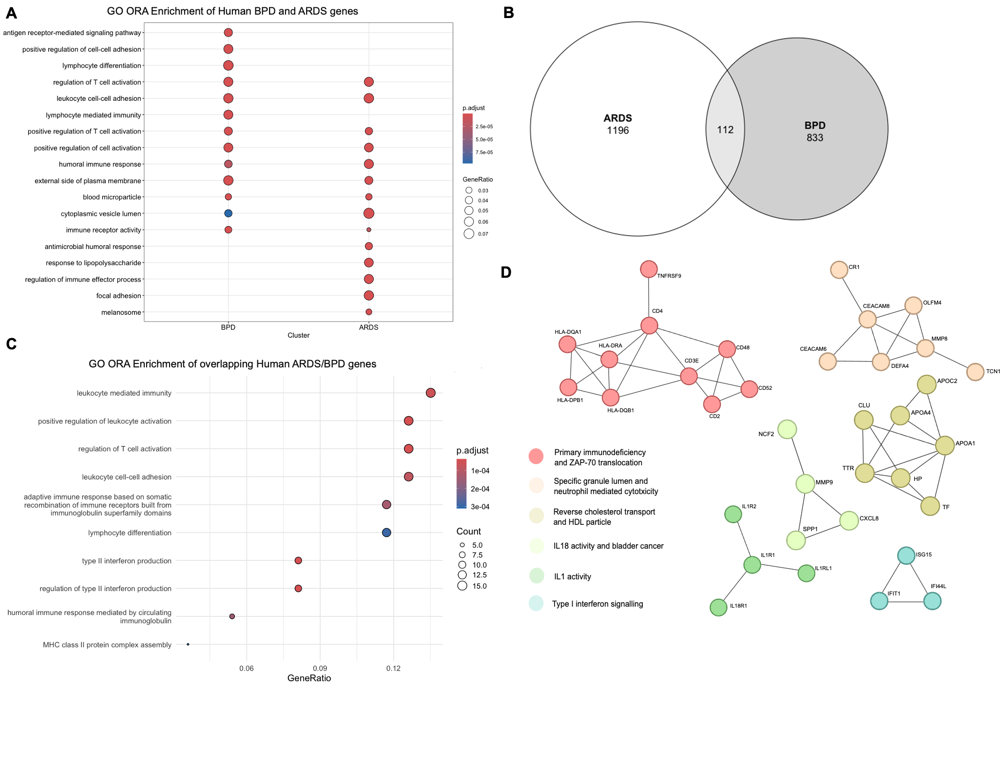 A
GO ORA Enrichment of Human BPD and ARDS genes
antigen receptor-mediated signaling pathway
positive regulation of cell-cell adhesion
lymphocyte differentiation
regulation of T cell activation
leukocyte cell-cell adhesion
lymphocyte mediated immunity
positive regulation of T cell activation
positive regulation of cell activation
humoral immune response
external side of plasma membrane
blood microparticle
cytoplasmic vesicle lumen
immune receptor activity
antimicrobial humoral response
response to lipopolysaccharide
regulation of immune effector process
focal adhesion
melanosome
BPD
ARDS
Cluster
p.adjust
2.5e-05
5.0e-05
7.5e-05
GeneRatio
0.03
0.04
0.05
0.06
0.07
B
ARDS
1196
112
BPD
833
C
GO ORA Enrichment of overlapping Human ARDS/BPD genes
leukocyte mediated immunity
positive regulation of leukocyte activation
regulation of T cell activation
leukocyte cell-cell adhesion
adaptive immune response based on somatic
recombination of immune receptors built from
immunoglobulin superfamily domains
lymphocyte differentiation
type II interferon production
regulation of type II interferon production
humoral immune response mediated by circulating
immunoglobulin
MHC class II protein complex assembly
0.06
0.09
0.12
GeneRatio
p.adjust
1e-04
2e-04
3e-04
Count
5.0
7.5
10.0
12.5
15.0
D
TNFRSF9
CD4
HLA-DQA1
HLA-DRA
CD48
CD3E
HLA-DPB1
HLA-DQB1
CD52
CD2
CR1
CEACAM8
OLFM4
MMP8
CEACAM6
DEFA4
TCN1
APOC2
CLU
APOA4
APOA1
TTR
HP
TF
NCF2
MMP9
CXCL8
SPP1
IL1R2
IL1R1
IL1RL1
IL18R1
ISG15
IFIT1
IFI44L
Primary immunodeficiency
and ZAP-70 translocation
Specific granule lumen and
neutrophil mediated cytotxicity
Reverse cholesterol transport
and HDL particle
IL18 activity and bladder cancer
IL1 activity
Type I interferon signalling